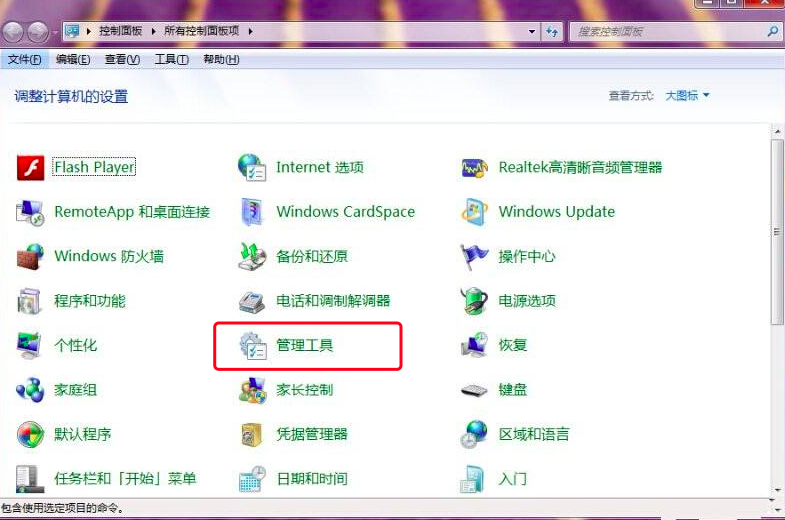 控制面板 ▸ 所有控制面板项 ▸
搜索控制面板
文件(F) 编辑(E) 查看(V) 工具(T) 帮助(H)
调整计算机的设置
查看方式: 大图标
Flash Player
Internet 选项
Realtek高清晰音频管理器
RemoteApp 和桌面连接
Windows CardSpace
Windows Update
Windows 防火墙
备份和还原
操作中心
程序和功能
电话和调制解调器
电源选项
个性化
管理工具
恢复
家庭组
家长控制
键盘
默认程序
凭据管理器
区域和语言
任务栏和「开始」菜单
日期和时间
入门
包含使用选定项目的命令。